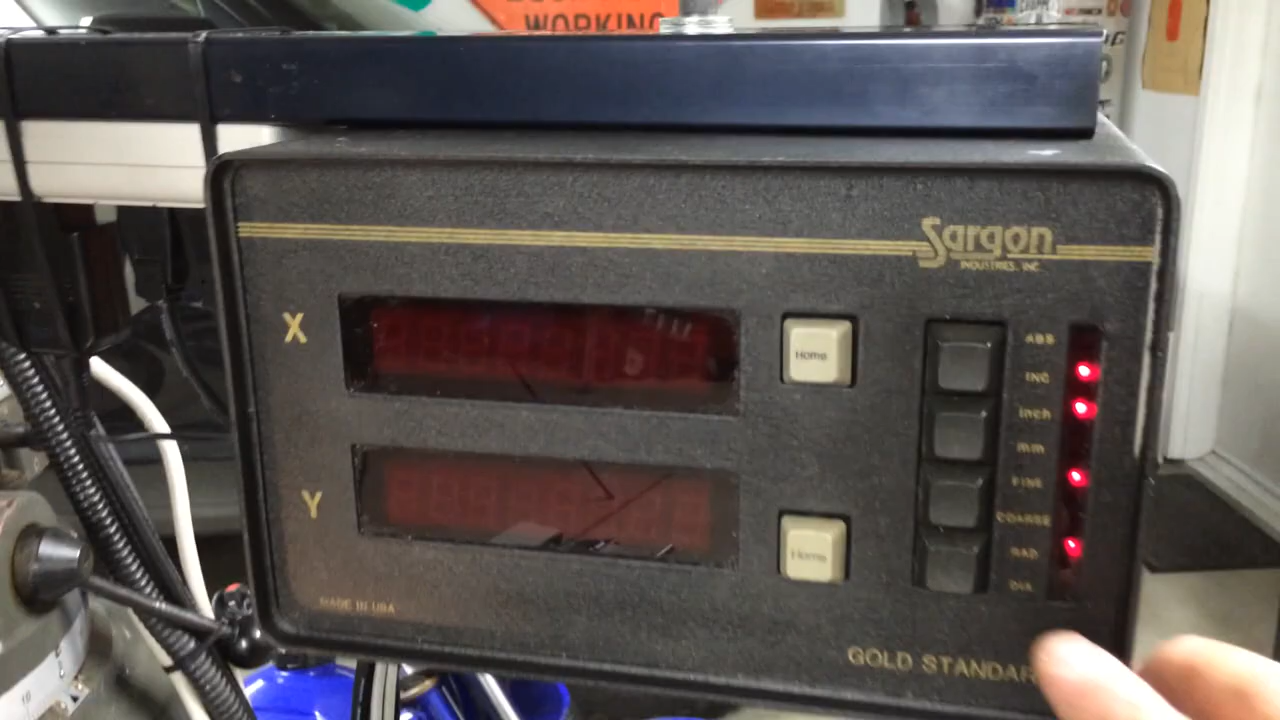 WORKING
Sargon
INDUSTRIES, INC.
X
Home
ABS
INC
Inch
mm
FINE
COARSE
RAD
DIA
Y
Home
MADE IN USA
GOLD STANDAR
10